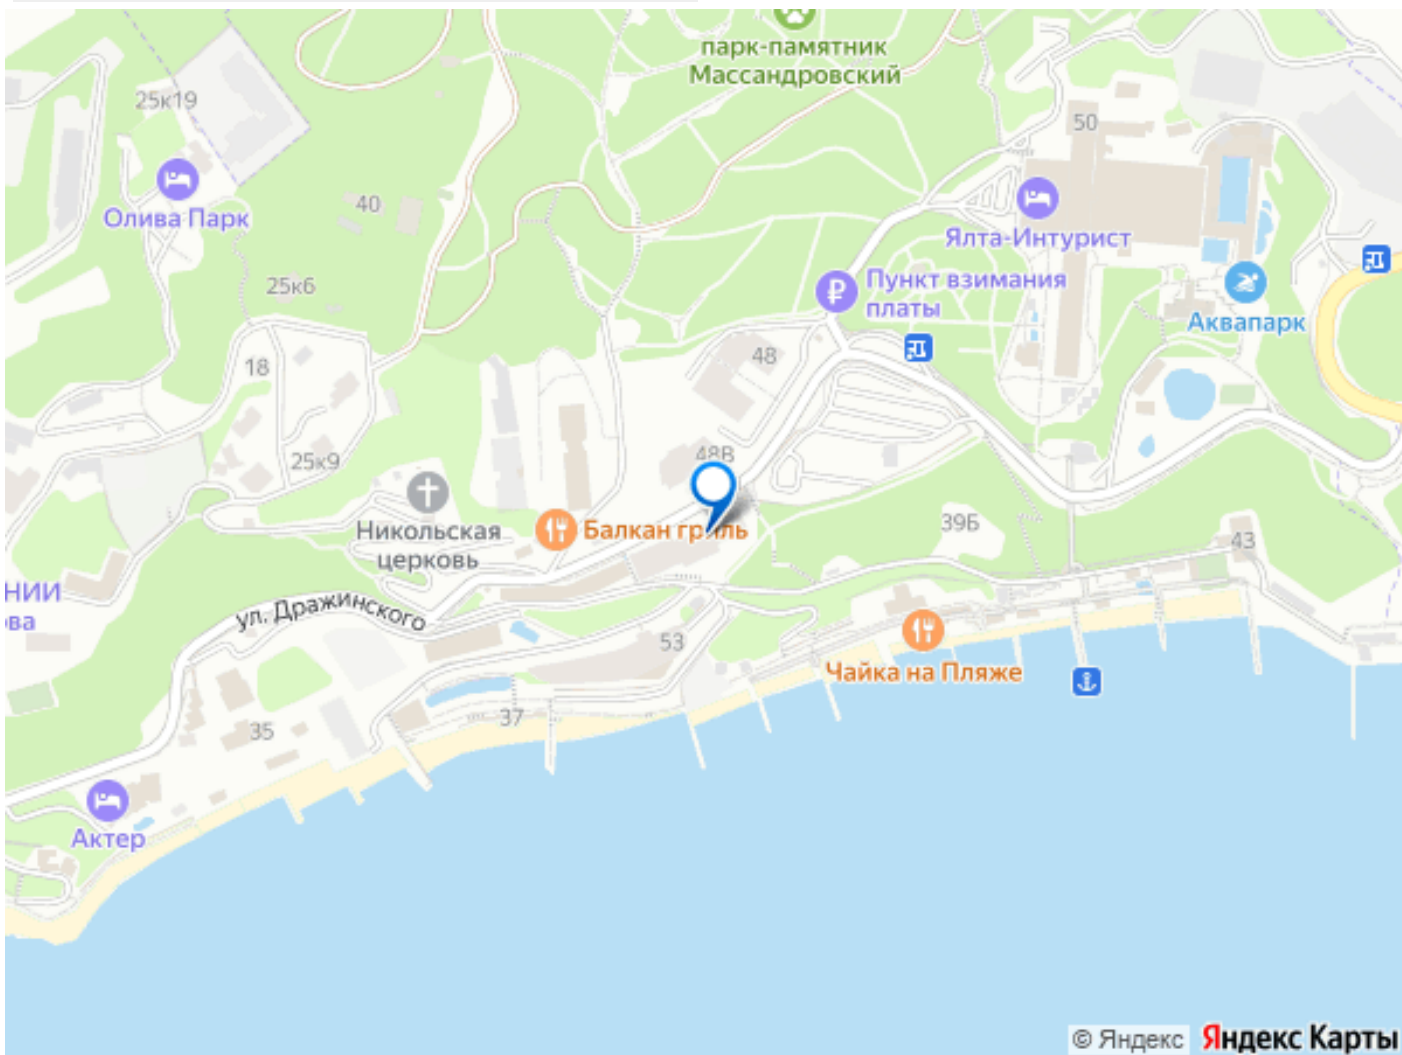 парк-памятник
Массандровский
25к19
50
Олива Парк
40
Ялта-Интурист
25к6
Пункт взимания
платы
Аквапарк
48
18
48В
25к9
Никольская
церковь
Балкан гриль
39Б
43
НИИ
ова
ул. Дражинского
53
Чайка на Пляже
37
35
Актер
© Яндекс Яндекс Карты